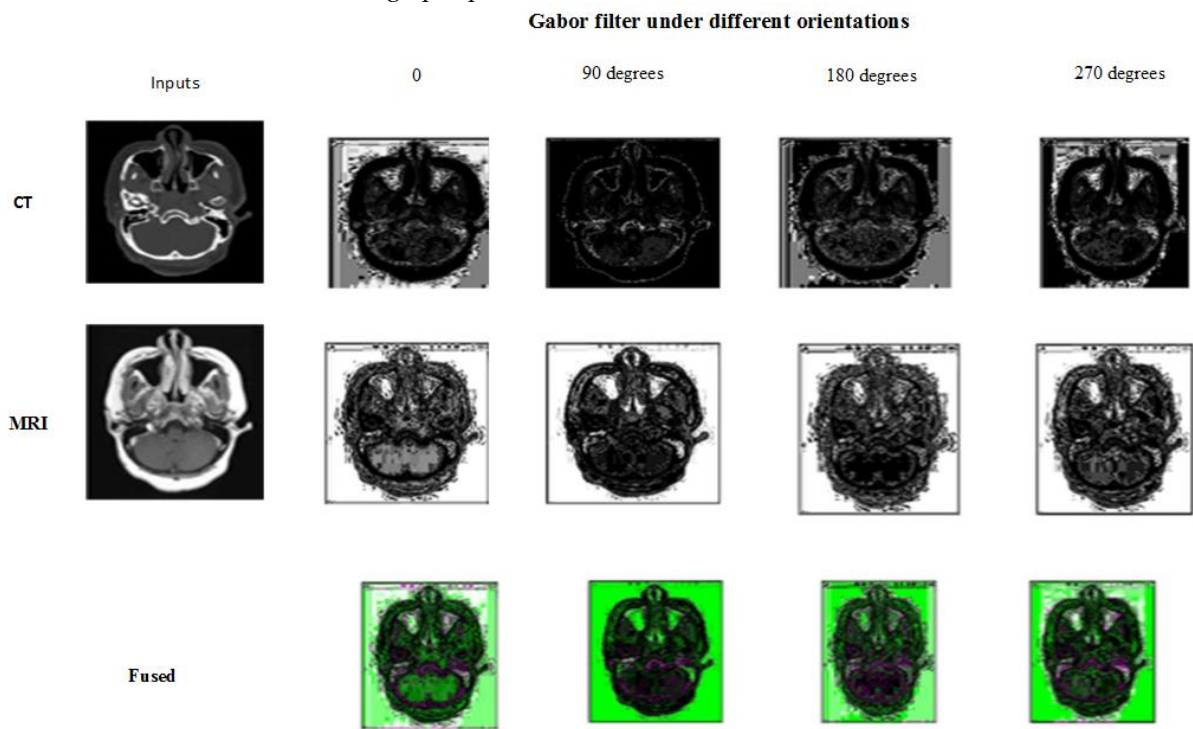 Gabor filter under different orientations
Inputs
0
90 degrees
180 degrees
270 degrees
CT
MRI
Fused